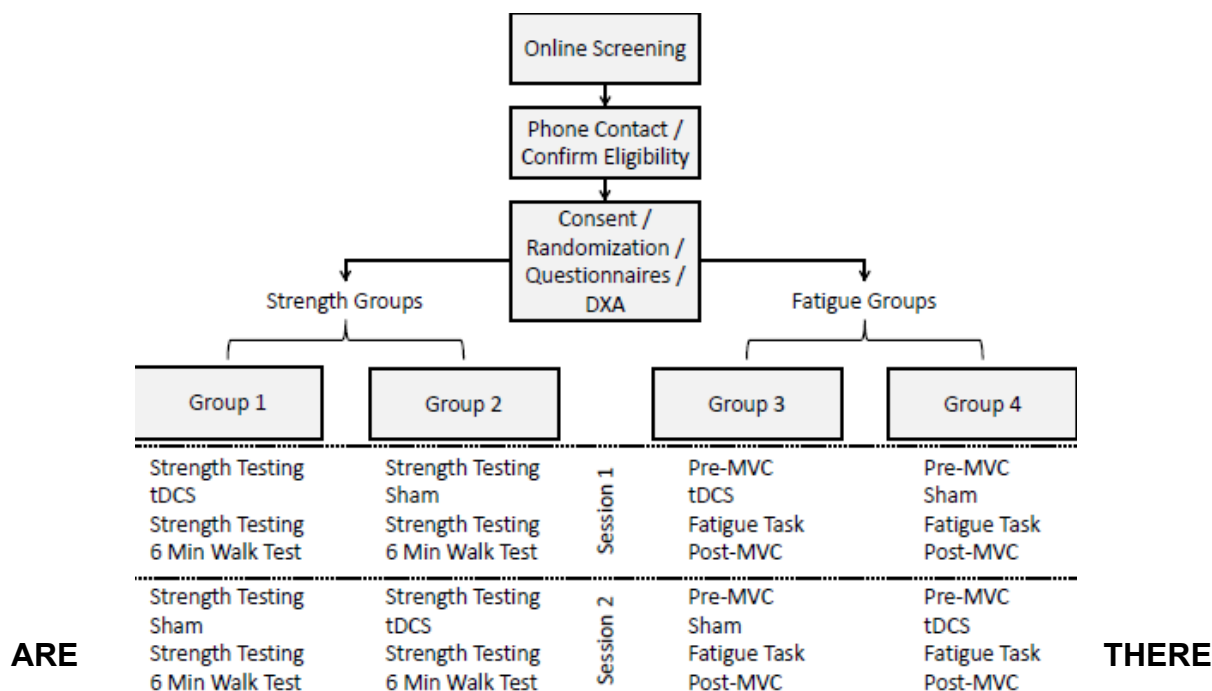 Online Screening
Phone Contact /
Confirm Eligibility
Consent /
Randomization /
Questionnaires /
DXA
Strength Groups
Fatigue Groups
Group 1
Group 2
Group 3
Group 4
Strength Testing
tDCS
Strength Testing
6 Min Walk Test
Strength Testing
Sham
Strength Testing
6 Min Walk Test
Session 1
Pre-MVC
tDCS
Fatigue Task
Post-MVC
Pre-MVC
Sham
Fatigue Task
Post-MVC
Strength Testing
Sham
Strength Testing
6 Min Walk Test
Strength Testing
tDCS
Strength Testing
6 Min Walk Test
Session 2
Pre-MVC
Sham
Fatigue Task
Post-MVC
Pre-MVC
tDCS
Fatigue Task
Post-MVC
ARE
THERE